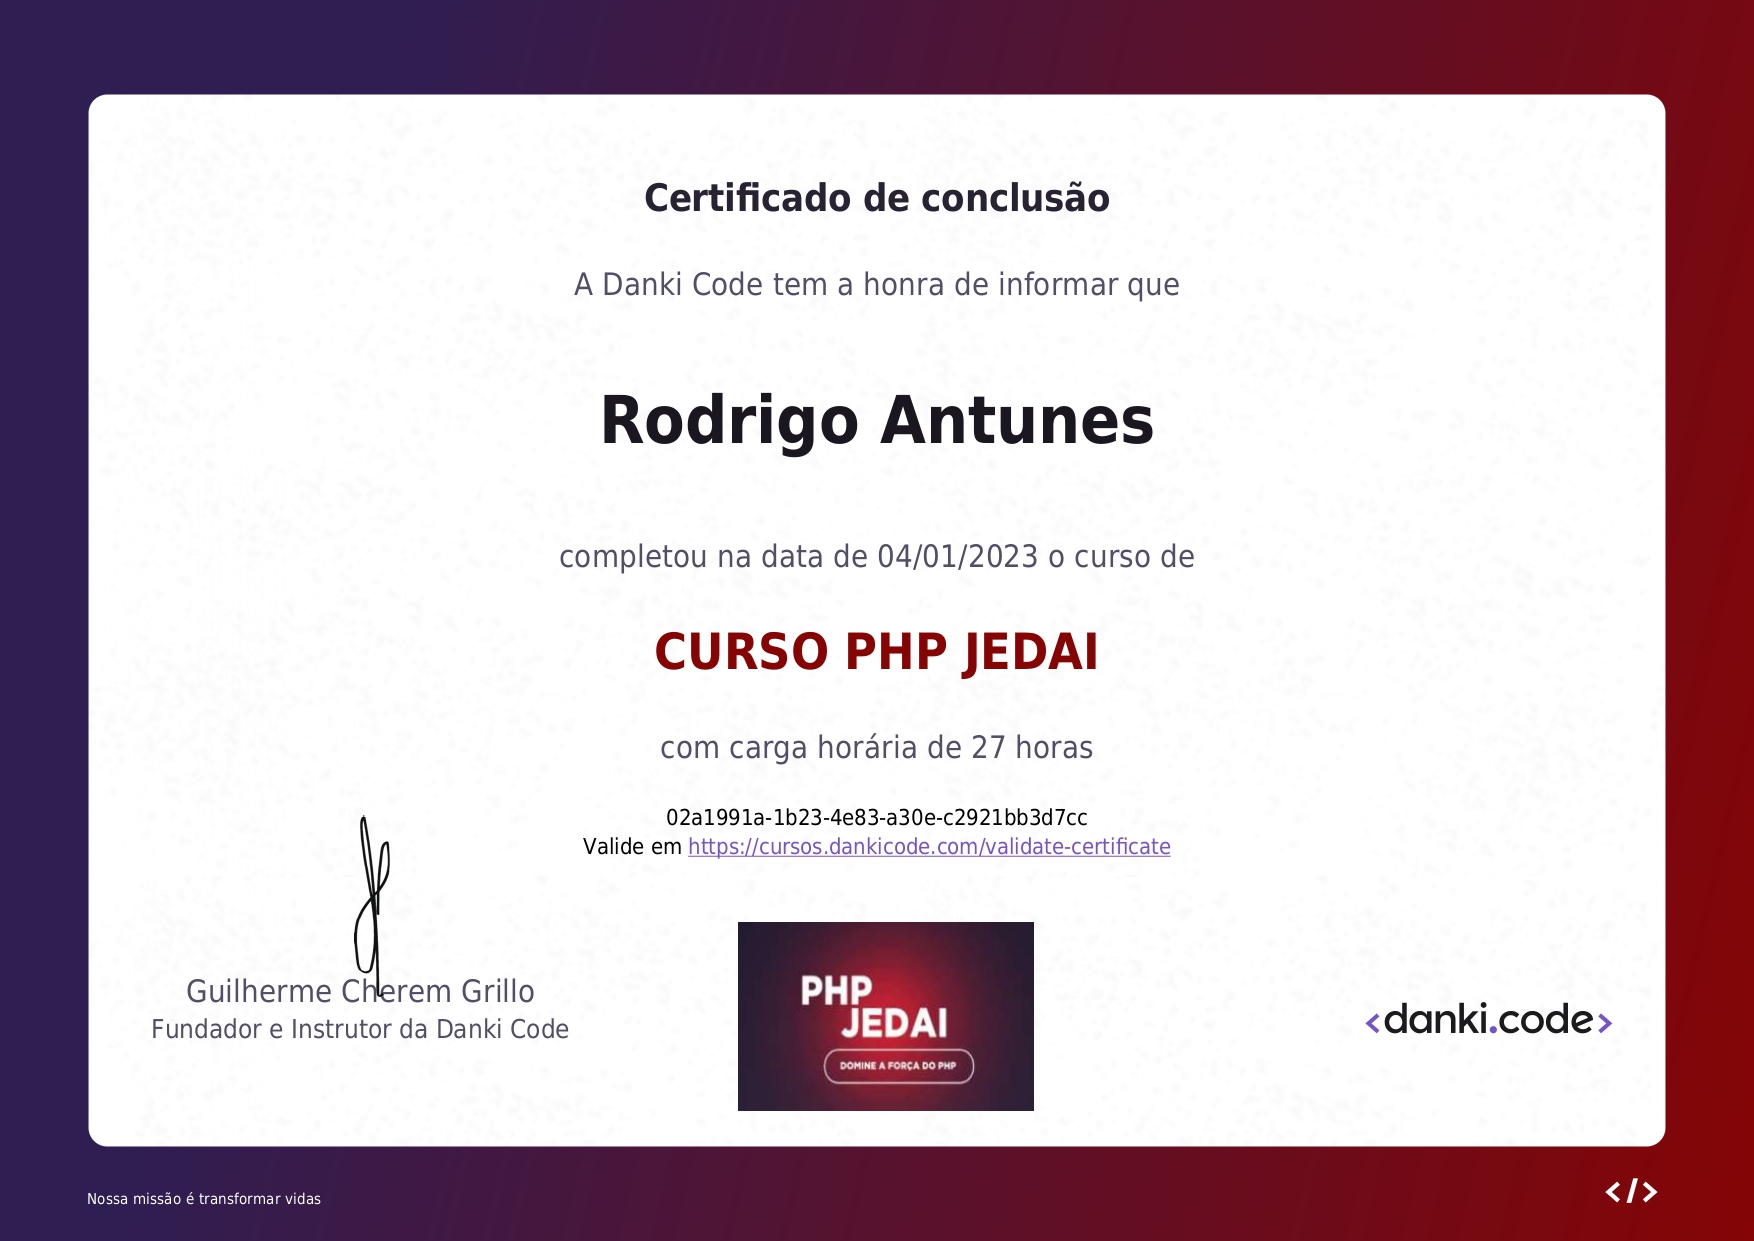 Certificado de conclusão
A Danki Code tem a honra de informar que
Rodrigo Antunes
completou na data de 04/01/2023 o curso de
CURSO PHP JEDAI
com carga horária de 27 horas
02a1991a-1b23-4e83-a30e-c2921bb3d7cc
Valide em https://cursos.dankicode.com/validate-certificate
Guilherme Cherem Grillo
Fundador e Instrutor da Danki Code
PHP
JEDAI
DOMINE A FORÇA DO PHP
<danki.code>
Nossa missão é transformar vidas
</>